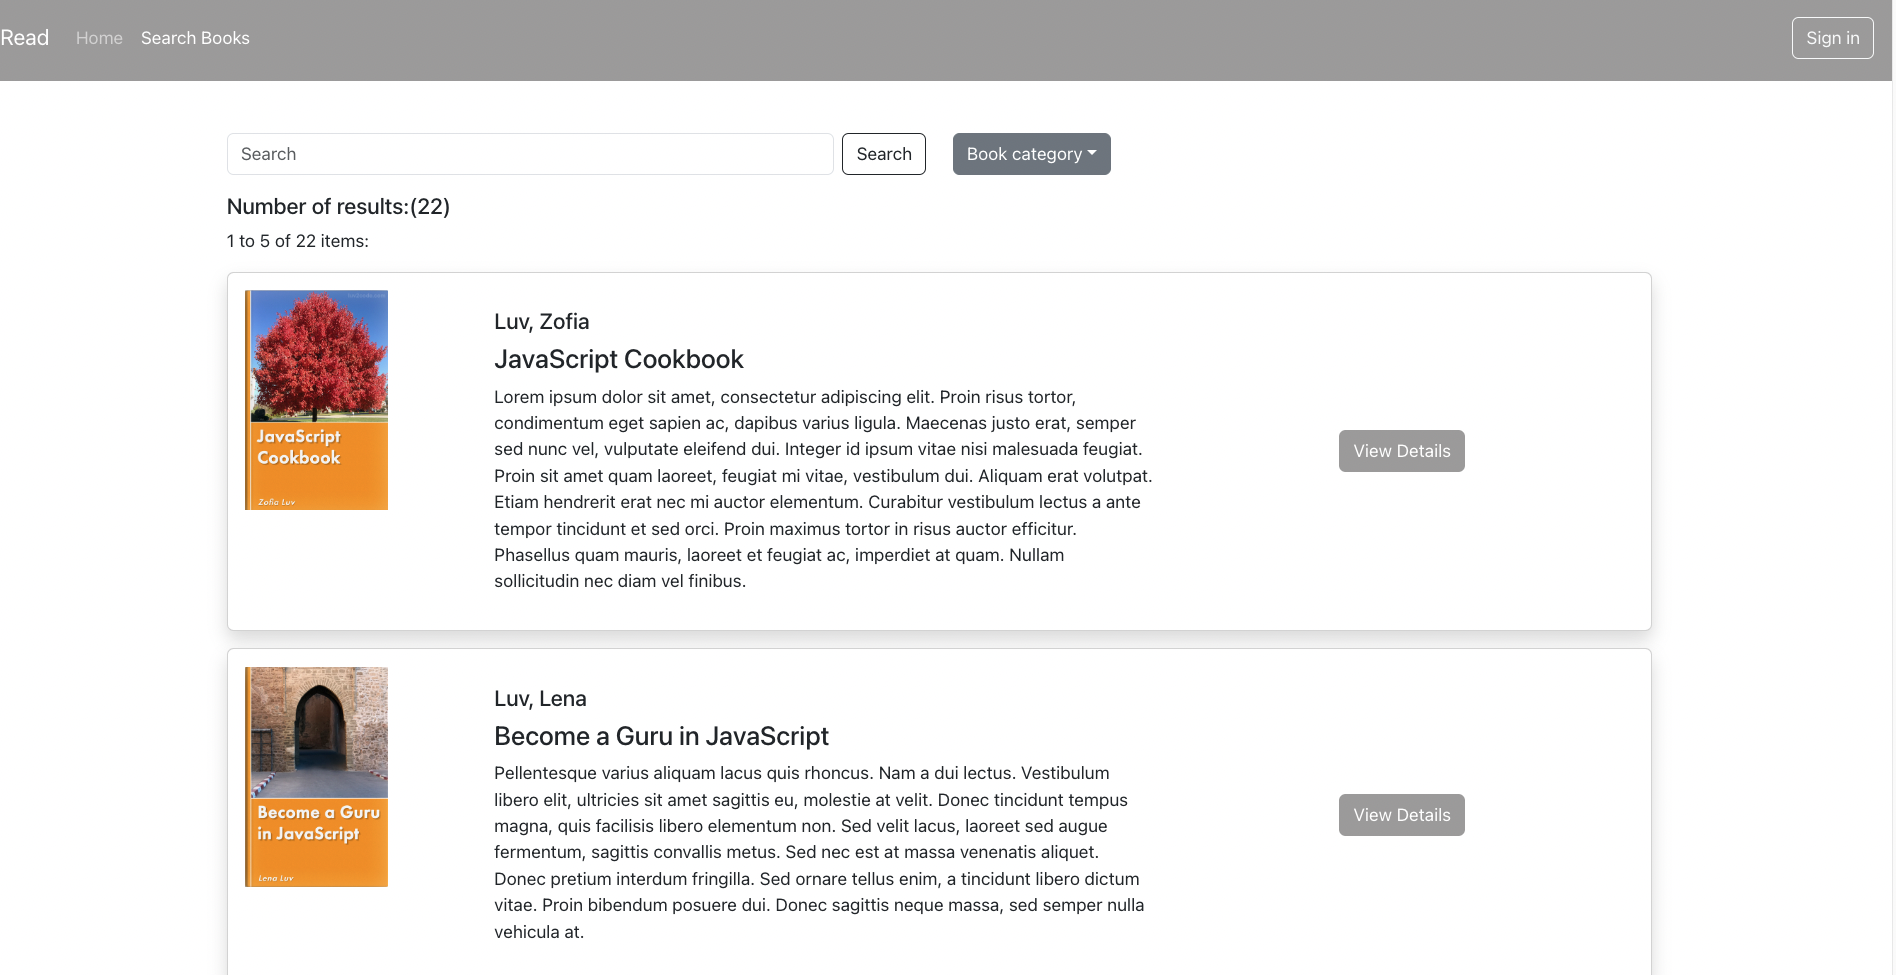 Read Home Search Books Sign in
Search Search Book category
Number of results:(22)
1 to 5 of 22 items:
JavaScript
Cookbook
Zofia Luv
Luv, Zofia
JavaScript Cookbook
Lorem ipsum dolor sit amet, consectetur adipiscing elit. Proin risus tortor,
condimentum eget sapien ac, dapibus varius ligula. Maecenas justo erat, semper
sed nunc vel, vulputate eleifend dui. Integer id ipsum vitae nisi malesuada feugiat.
Proin sit amet quam laoreet, feugiat mi vitae, vestibulum dui. Aliquam erat volutpat.
Etiam hendrerit erat nec mi auctor elementum. Curabitur vestibulum lectus a ante
tempor tincidunt et sed orci. Proin maximus tortor in risus auctor efficitur.
Phasellus quam mauris, laoreet et feugiat ac, imperdiet at quam. Nullam
sollicitudin nec diam vel finibus.
View Details
Become a Guru
in JavaScript
Lena Luv
Luv, Lena
Become a Guru in JavaScript
Pellentesque varius aliquam lacus quis rhoncus. Nam a dui lectus. Vestibulum
libero elit, ultricies sit amet sagittis eu, molestie at velit. Donec tincidunt tempus
magna, quis facilisis libero elementum non. Sed velit lacus, laoreet sed augue
fermentum, sagittis convallis metus. Sed nec est at massa venenatis aliquet.
Donec pretium interdum fringilla. Sed ornare tellus enim, a tincidunt libero dictum
vitae. Proin bibendum posuere dui. Donec sagittis neque massa, sed semper nulla
vehicula at.
View Details